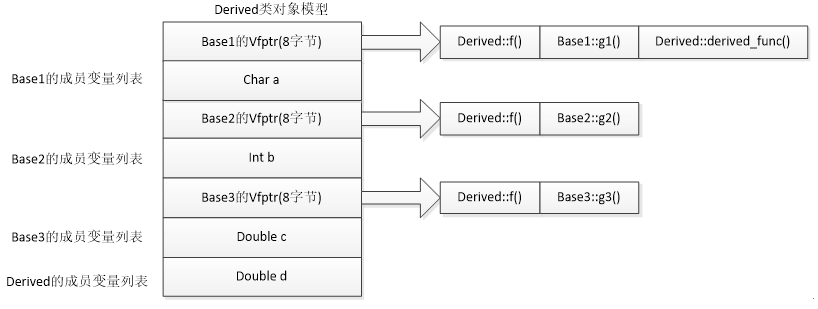 Derived类对象模型
Base1的Vfptr(8字节)
Derived::f()
Base1::g1()
Derived::derived_func()
Base1的成员变量列表
Char a
Base2的Vfptr(8字节)
Derived::f()
Base2::g2()
Base2的成员变量列表
Int b
Base3的Vfptr(8字节)
Derived::f()
Base3::g3()
Base3的成员变量列表
Double c
Derived的成员变量列表
Double d